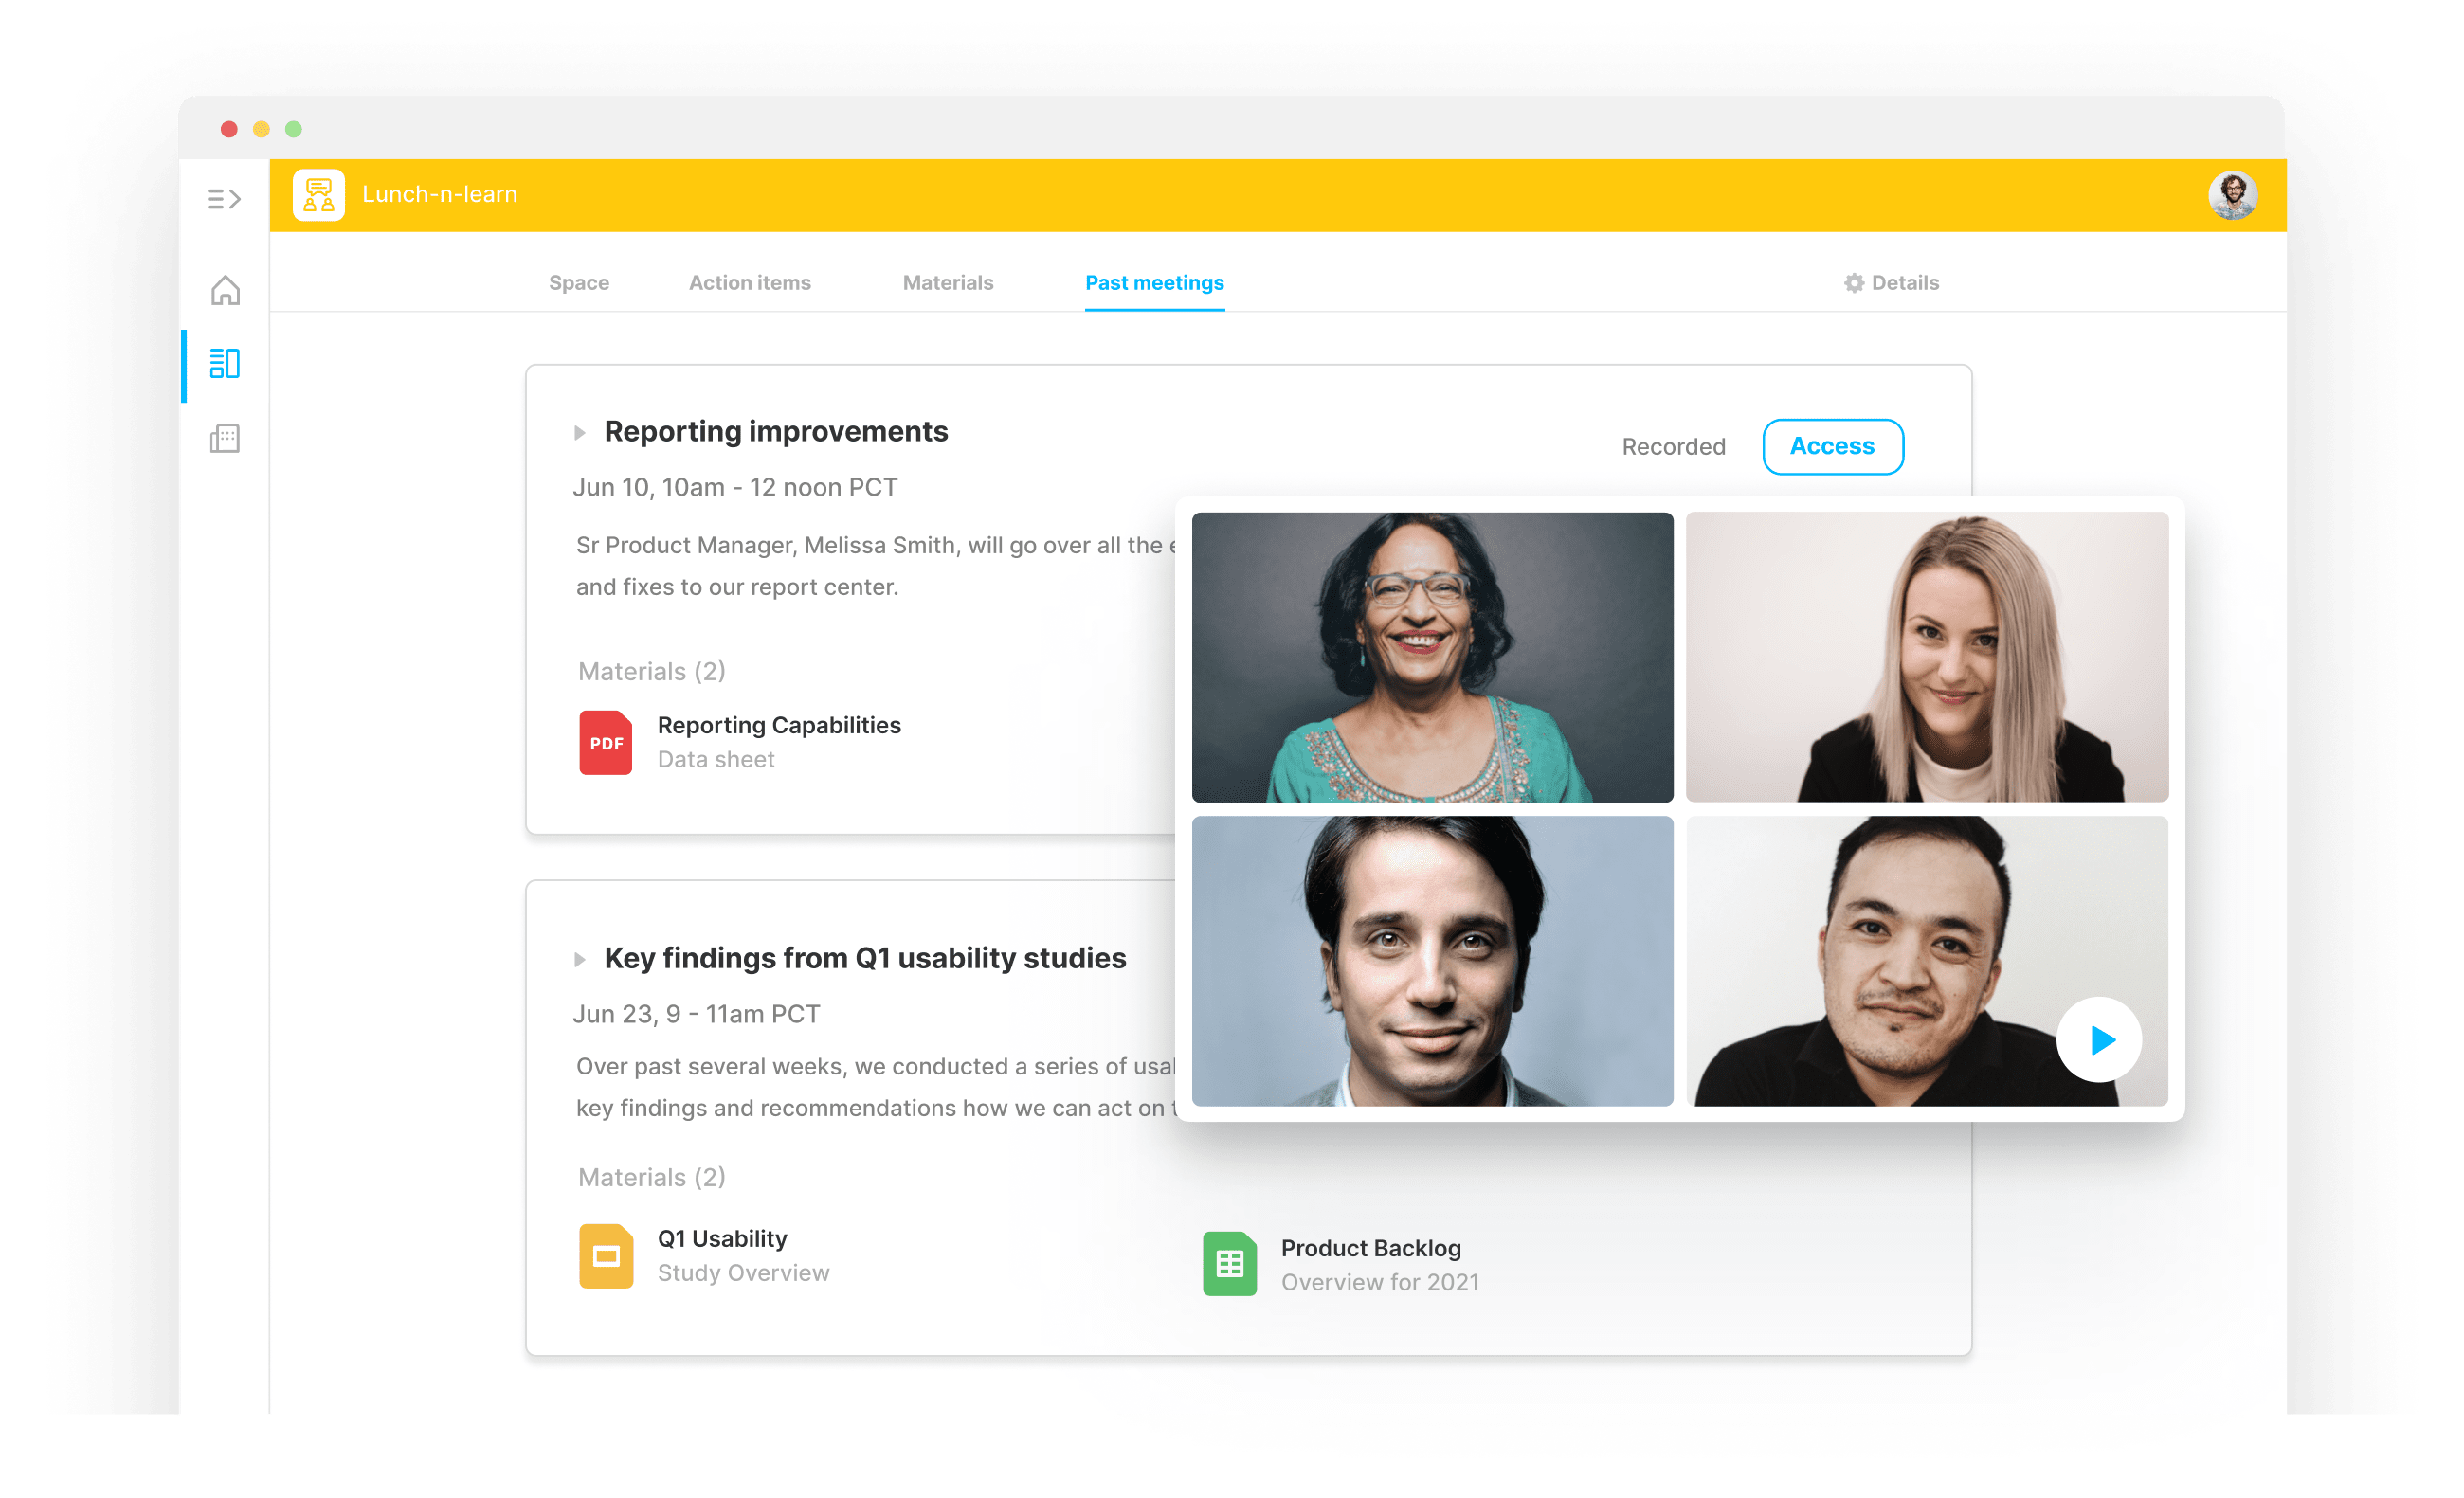 Lunch-n-learn
Space
Action items
Materials
Past meetings
Details
Reporting improvements
Recorded
Access
Jun 10, 10am - 12 noon PCT
Sr Product Manager, Melissa Smith, will go over all the
and fixes to our report center.
Materials (2)
PDF
Reporting Capabilities
Data sheet
Key findings from Q1 usability studies
Jun 23, 9 - 11am PCT
Over past several weeks, we conducted a series of
key findings and recommendations how we can act on
Materials (2)
Q1 Usability
Study Overview
Product Backlog
Overview for 2021